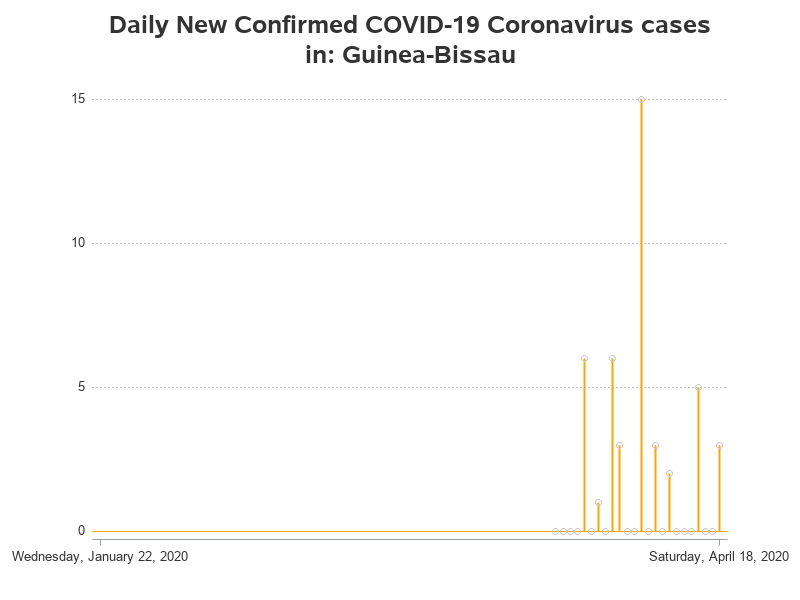 Daily New Confirmed COVID-19 Coronavirus cases
in: Guinea-Bissau
15
10
5
0
Wednesday, January 22, 2020 Saturday, April 18, 2020